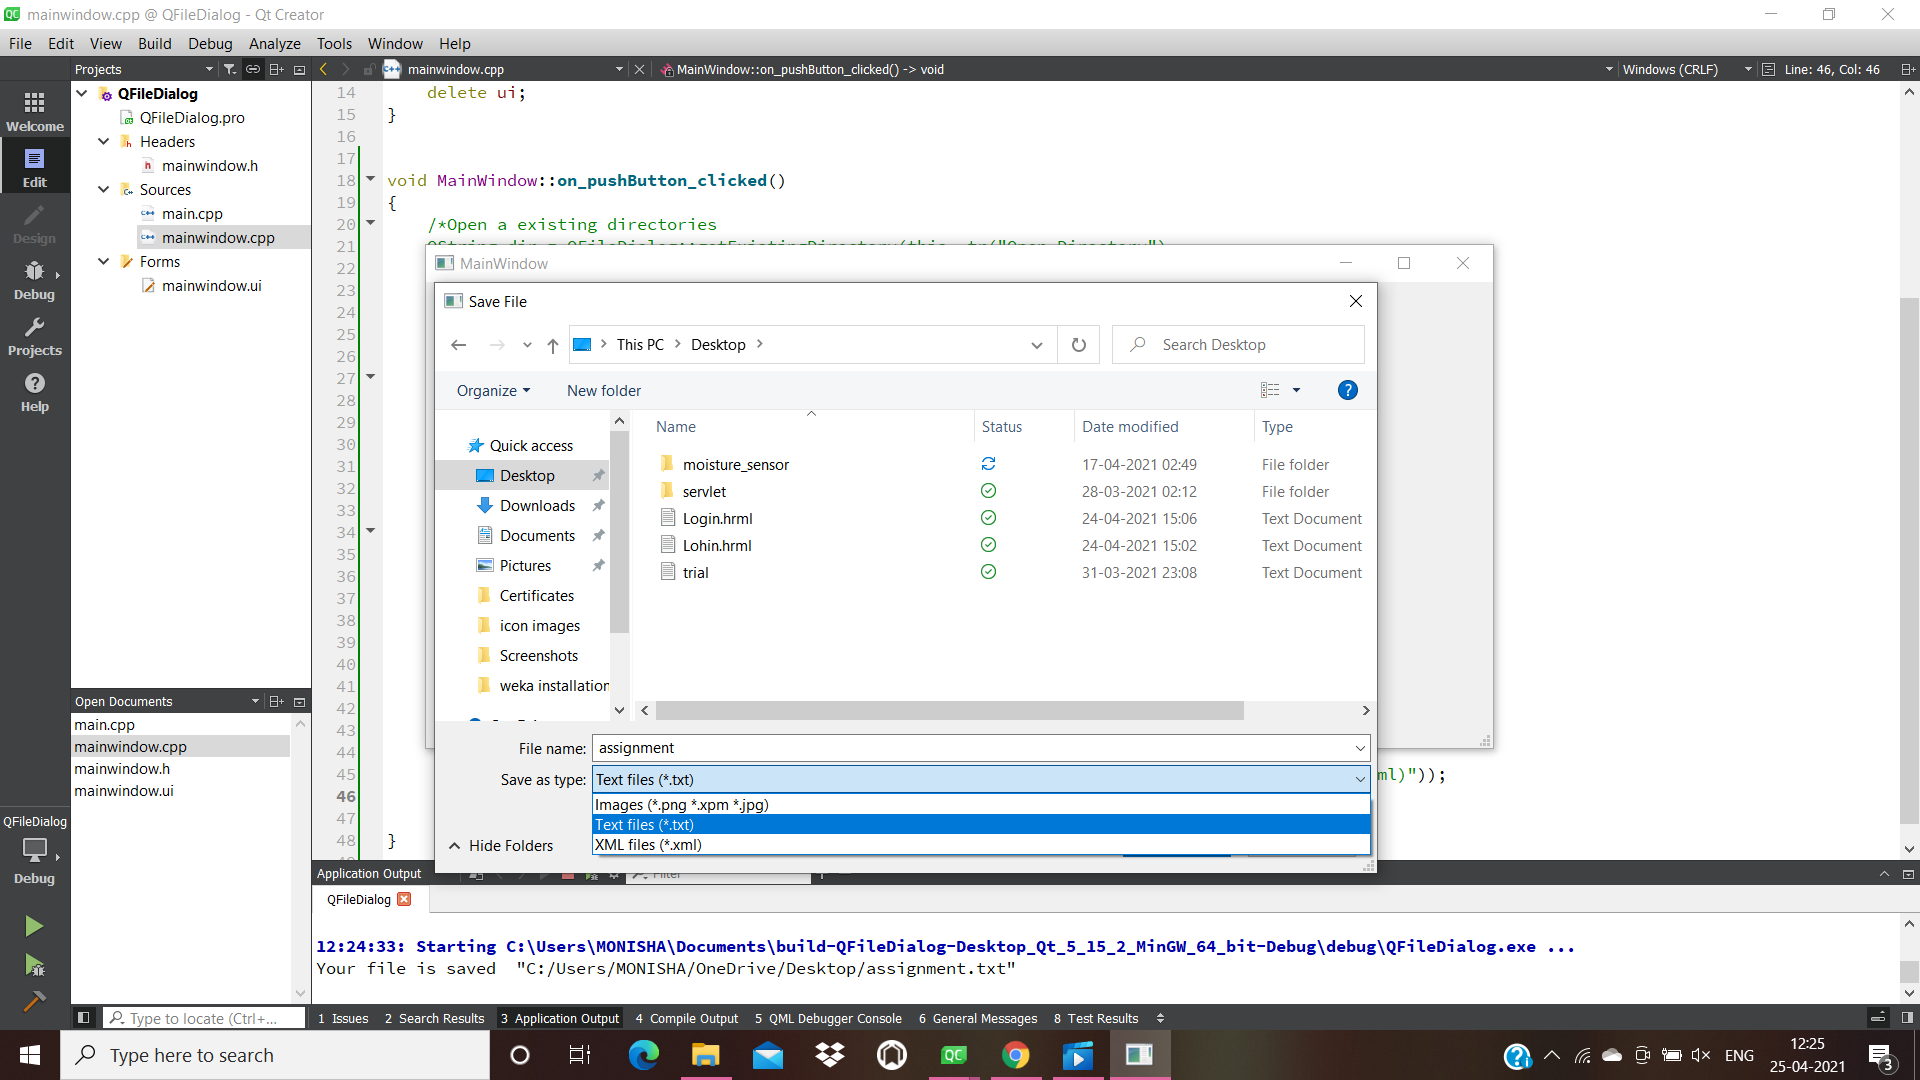 mainwindow.cpp @ QFileDialog - Qt Creator
File Edit View Build Debug Analyze Tools Window Help
Projects mainwindow.cpp MainWindow::on_pushButton_clicked() -> void Windows (CRLF) Line: 46, Col: 46
Welcome
Edit
Design
Debug
Projects
Help
QFileDialog
QFileDialog.pro
Headers
mainwindow.h
Sources
main.cpp
mainwindow.cpp
Forms
mainwindow.ui
14 delete ui;
15 }
16
17
18 void MainWindow::on_pushButton_clicked()
19 {
20 /*Open a existing directories
21 QString dir = QFileDialog::getExistingDirectory(this, tr("Open Directory")
22
23
24
25
26
27
28
29
30
31
32
33
34
35
36
37
38
39
40
41
42
43
44
45 ml)"));
46
48 }
MainWindow
Save File
This PC > Desktop >
Search Desktop
Organize New folder
Quick access
Desktop
Downloads
Documents
Pictures
Certificates
icon images
Screenshots
weka installation
Name Status Date modified Type
moisture_sensor 17-04-2021 02:49 File folder
servlet 28-03-2021 02:12 File folder
Login.hrml 24-04-2021 15:06 Text Document
Lohin.hrml 24-04-2021 15:02 Text Document
trial 31-03-2021 23:08 Text Document
File name: assignment
Save as type: Text files (*.txt)
Images (*.png *.xpm *.jpg)
Text files (*.txt)
XML files (*.xml)
Hide Folders
Open Documents
main.cpp
mainwindow.cpp
mainwindow.h
mainwindow.ui
QFileDialog
Debug
Application Output Filter
QFileDialog
12:24:33: Starting C:\Users\MONISHA\Documents\build-QFileDialog-Desktop_Qt_5_15_2_MinGW_64_bit-Debug\debug\QFileDialog.exe ...
Your file is saved "C:/Users/MONISHA/OneDrive/Desktop/assignment.txt"
Type to locate (Ctrl+...
1 Issues 2 Search Results 3 Application Output 4 Compile Output 5 QML Debugger Console 6 General Messages 8 Test Results
Type here to search
QC
ENG
12:25
25-04-2021
3